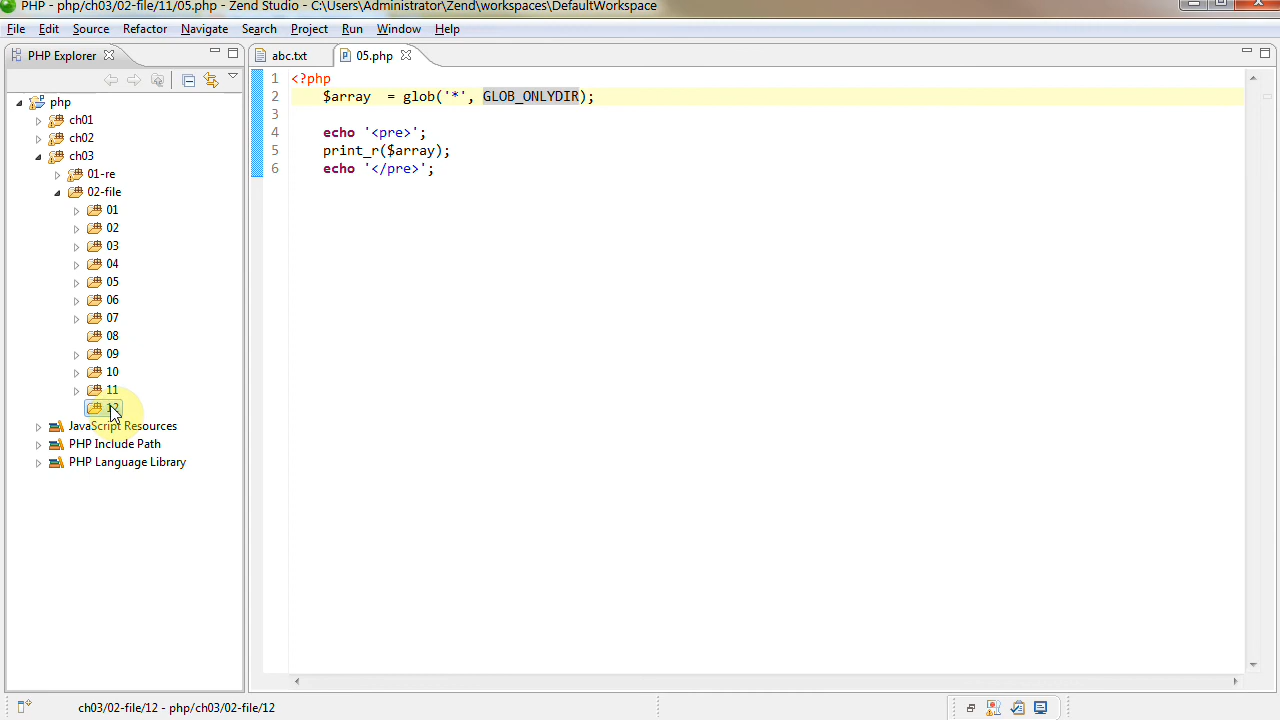 PHP - php/ch03/02-file/11/05.php - Zend Studio - C:\Users\Administrator\Zend\workspaces\DefaultWorkspace
File Edit Source Refactor Navigate Search Project Run Window Help
PHP Explorer
abc.txt 05.php
php
ch01
ch02
ch03
01-re
02-file
01
02
03
04
05
06
07
08
09
10
11
12
JavaScript Resources
PHP Include Path
PHP Language Library
1 <?php
2 $array = glob('*', GLOB_ONLYDIR);
3
4 echo '<pre>';
5 print_r($array);
6 echo '</pre>';
ch03/02-file/12 - php/ch03/02-file/12